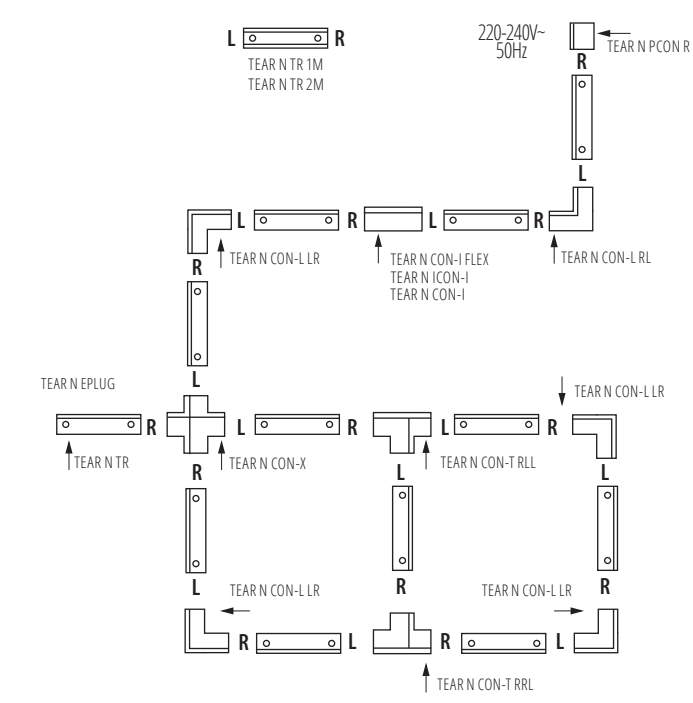 L R
TEAR N TR 1M
TEAR N TR 2M
220-240V~
50Hz
TEAR N PCON R
R
L
L R L R
TEAR N CON-L LR
TEAR N CON-I FLEX
TEAR N ICON-I
TEAR N CON-I
TEAR N CON-L RL
R
L
TEAR N EPLUG
TEAR N CON-L LR
R L R L R
TEAR N TR
TEAR N CON-X
TEAR N CON-T RLL
R L L
L R R
TEAR N CON-L LR
TEAR N CON-L LR
R L R L
TEAR N CON-T RRL